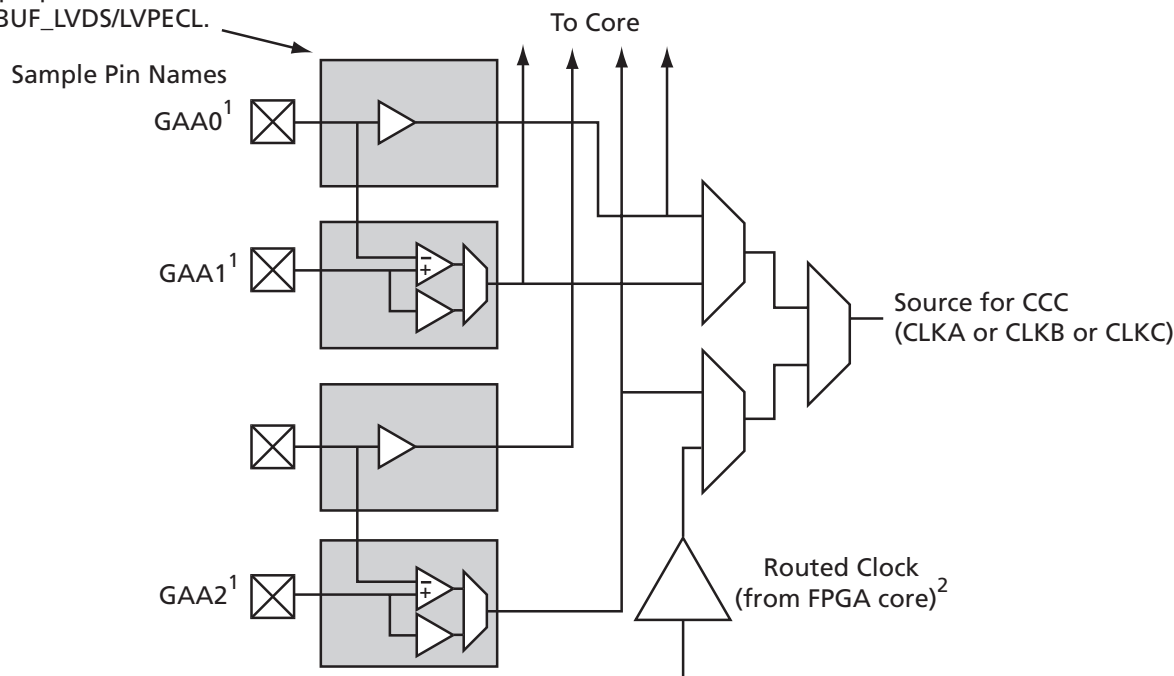 BUF_LVDS/LVPECL.
To Core
Sample Pin Names
GAA0¹
GAA1¹
Source for CCC
(CLKA or CLKB or CLKC)
GAA2¹
Routed Clock
(from FPGA core)²
−
+
−
+